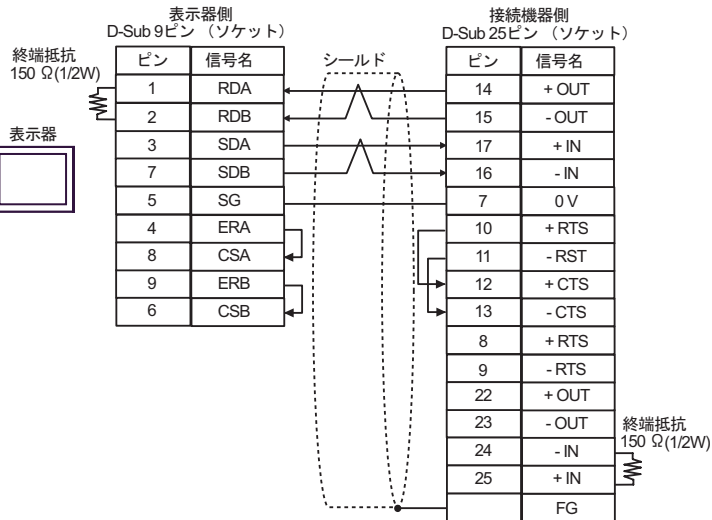 表示器側
D-Sub 9ピン （ソケット）
接続機器側
D-Sub 25ピン （ソケット）
終端抵抗
150 Ω(1/2W)
シールド
表示器
ピン 信号名
1 RDA
2 RDB
3 SDA
7 SDB
5 SG
4 ERA
8 CSA
9 ERB
6 CSB
ピン 信号名
14 + OUT
15 - OUT
17 + IN
16 - IN
7 0 V
10 + RTS
11 - RST
12 + CTS
13 - CTS
8 + RTS
9 - RTS
22 + OUT
23 - OUT
24 - IN
25 + IN
FG
終端抵抗
150 Ω(1/2W)